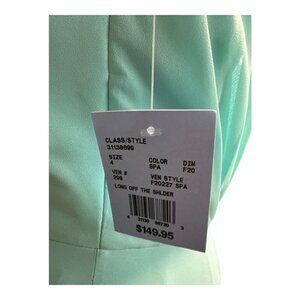 CLASS/STYLE
31138699
SIZE COLOR DIM
4 SPA F20
VEN # VEN STYLE
296 F20227 SPA
LONG OFF THE SHLDER
$149.95